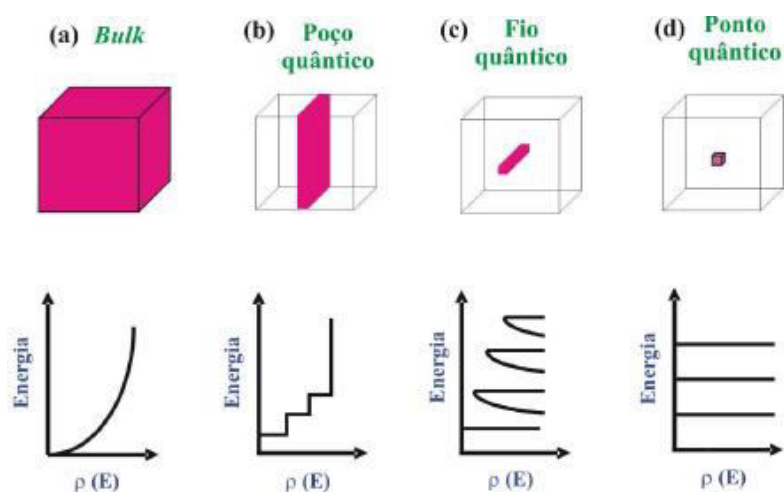 (a) Bulk
(b) Poço
quântico
(c) Fio
quântico
(d) Ponto
quântico
Energia
ρ (E)
Energia
ρ (E)
Energia
ρ (E)
Energia
ρ (E)